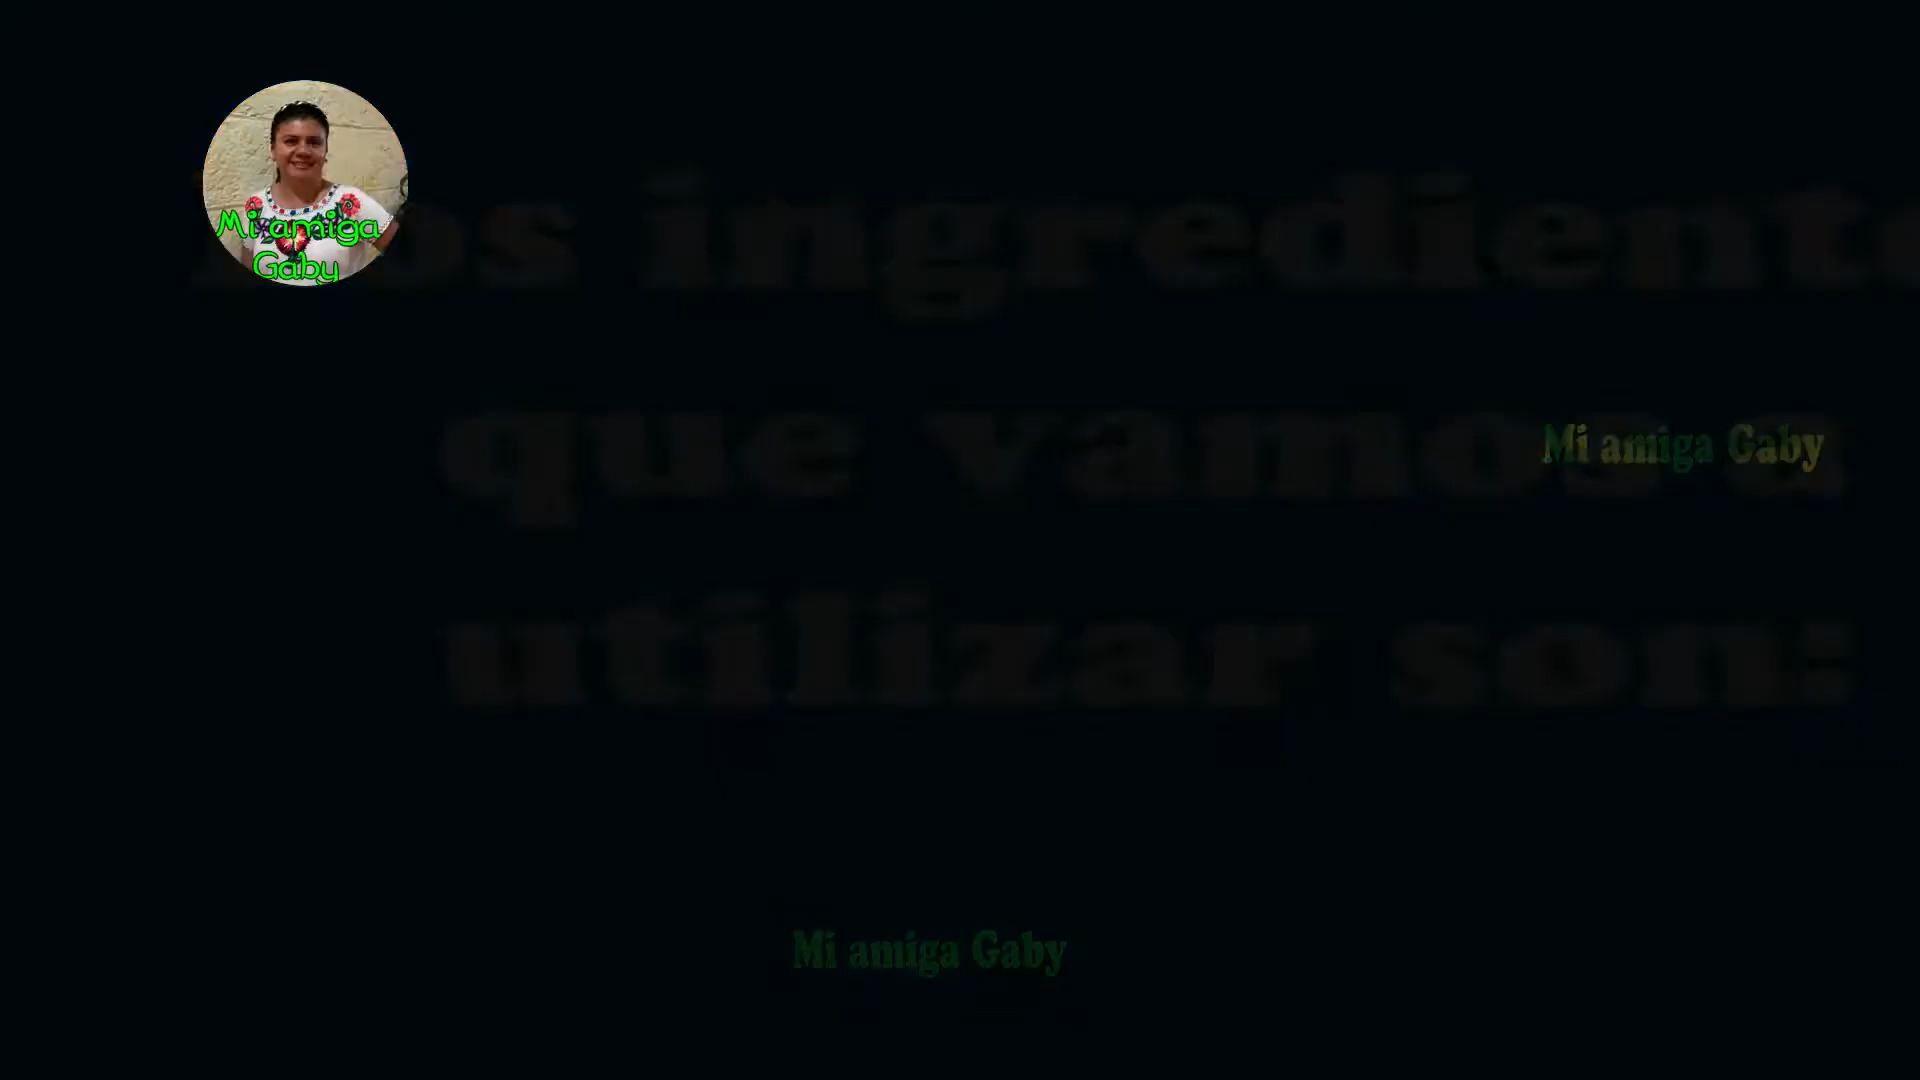 Mi amiga
Gaby
Los ingredientes
que vamos a
Mi amiga Gaby
utilizar son:
Mi amiga Gaby